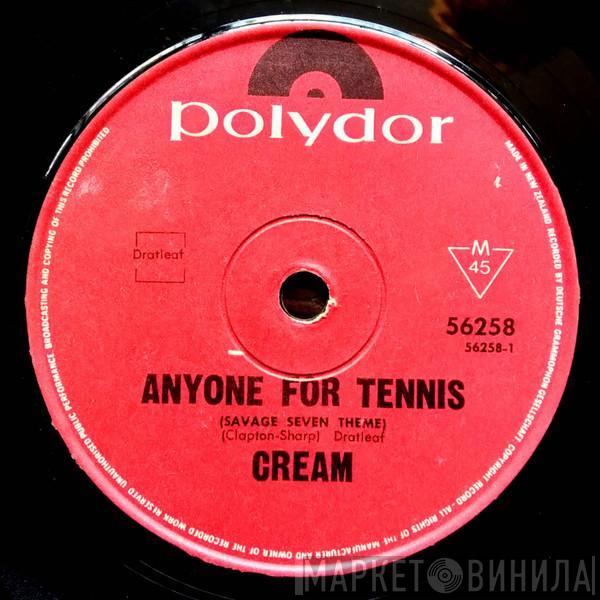 polydor
Dratleaf
M
45
56258
56258-1
ANYONE FOR TENNIS
(SAVAGE SEVEN THEME)
(Clapton-Sharp) Dratleaf
CREAM
MADE IN NEW ZEALAND RECORDED BY DEUTSCHE GRAMMOPHON GESELLSCHAFT. COPYRIGHT RECORD-ALL RIGHTS OF THE MANUFACTURER AND OWNER OF THE RECORDED WORK RESERVED UNAUTHORISED PUBLIC PERFORMANCE, BROADCASTING AND COPYING OF THIS RECORD PROHIBITED
МАРКЕТ ВИНИЛА